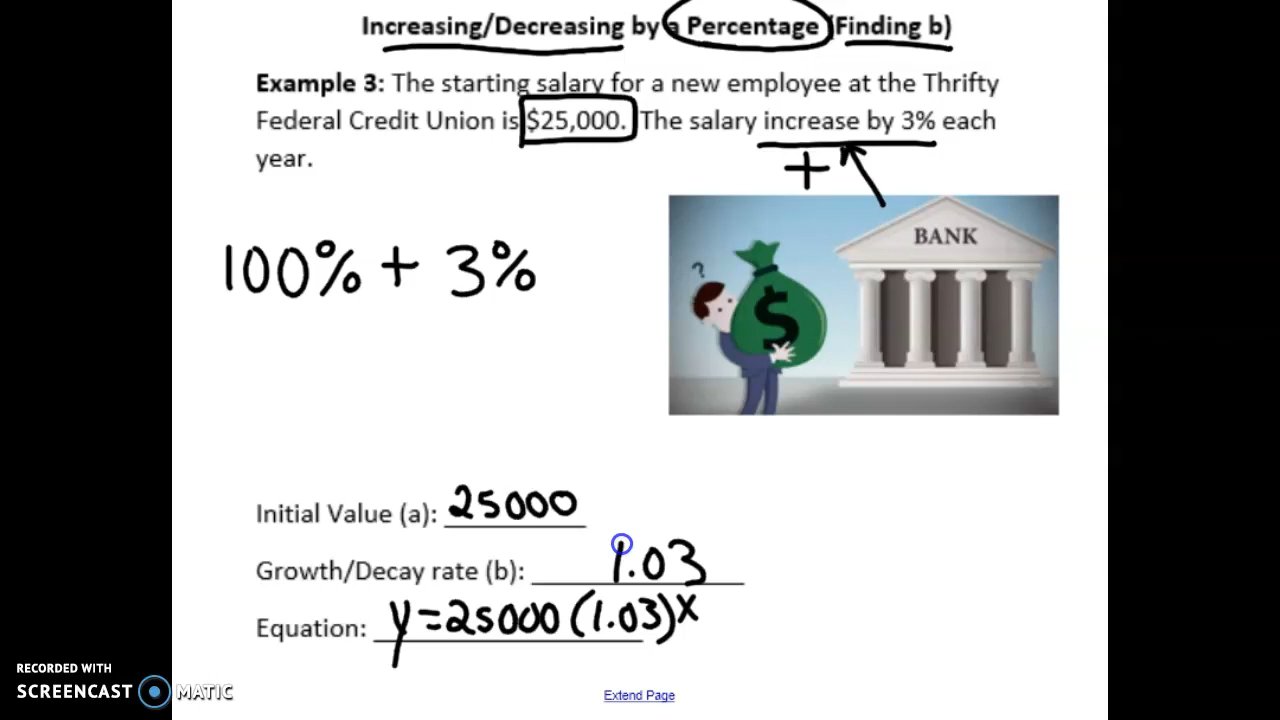 Increasing/Decreasing by a Percentage (Finding b)
Example 3: The starting salary for a new employee at the Thrifty
Federal Credit Union is $25,000. The salary increase by 3% each
year.
+
BANK
?
$
100% + 3%
Initial Value (a): 25000
Growth/Decay rate (b): 1.03
Equation: y = 25000 (1.03)^x
RECORDED WITH
SCREENCAST MATIC
Extend Page